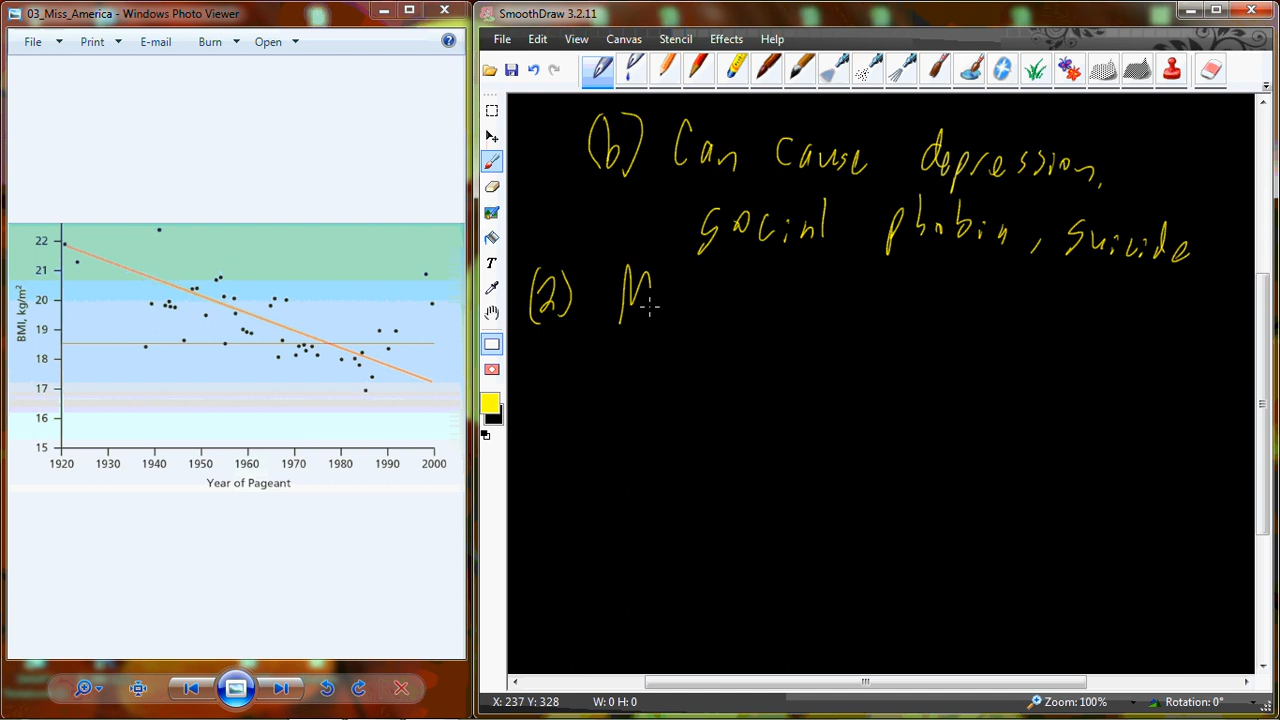 03_Miss_America - Windows Photo Viewer
File Print E-mail Burn Open
22
21
20
19
18
17
16
15
BMI, kg/m²
1920 1930 1940 1950 1960 1970 1980 1990 2000
Year of Pageant
SmoothDraw 3.2.11
File Edit View Layer Stencil Effects Help
(b) Can cause depression,
social phobia, suicide
(2) M
X: 237 Y: 328 W: 0 H: 0 Zoom: 100% Rotation: 0°